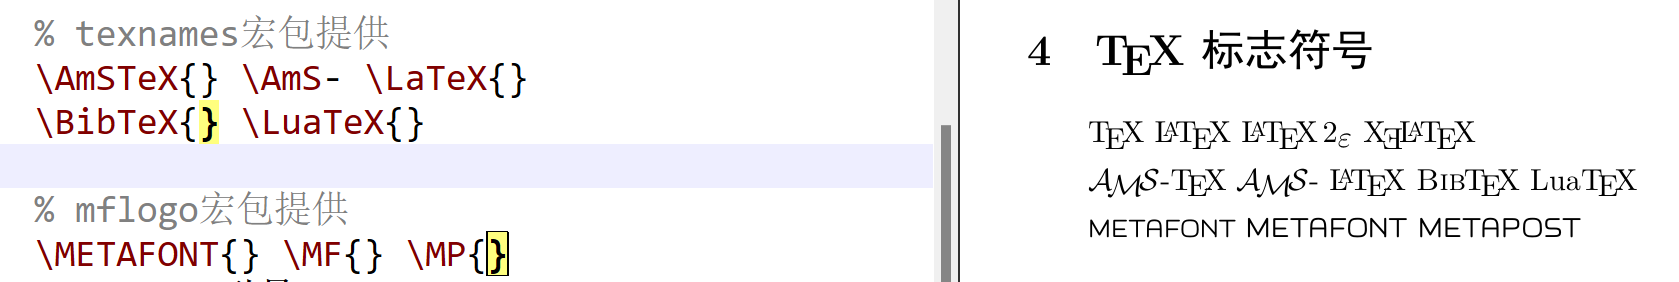 % texnames宏包提供
\AmSTeX{} \AmS- \LaTeX{}
\BibTeX{} \LuaTeX{}
% mflogo宏包提供
\METAFONT{} \MF{} \MP{}
4 TEX 标志符号
TEX LATEX LATEX 2ε XƎLATEX
AMS-TEX AMS- LATEX BIBTEX LuaTEX
METAFONT METAFONT METAPOST